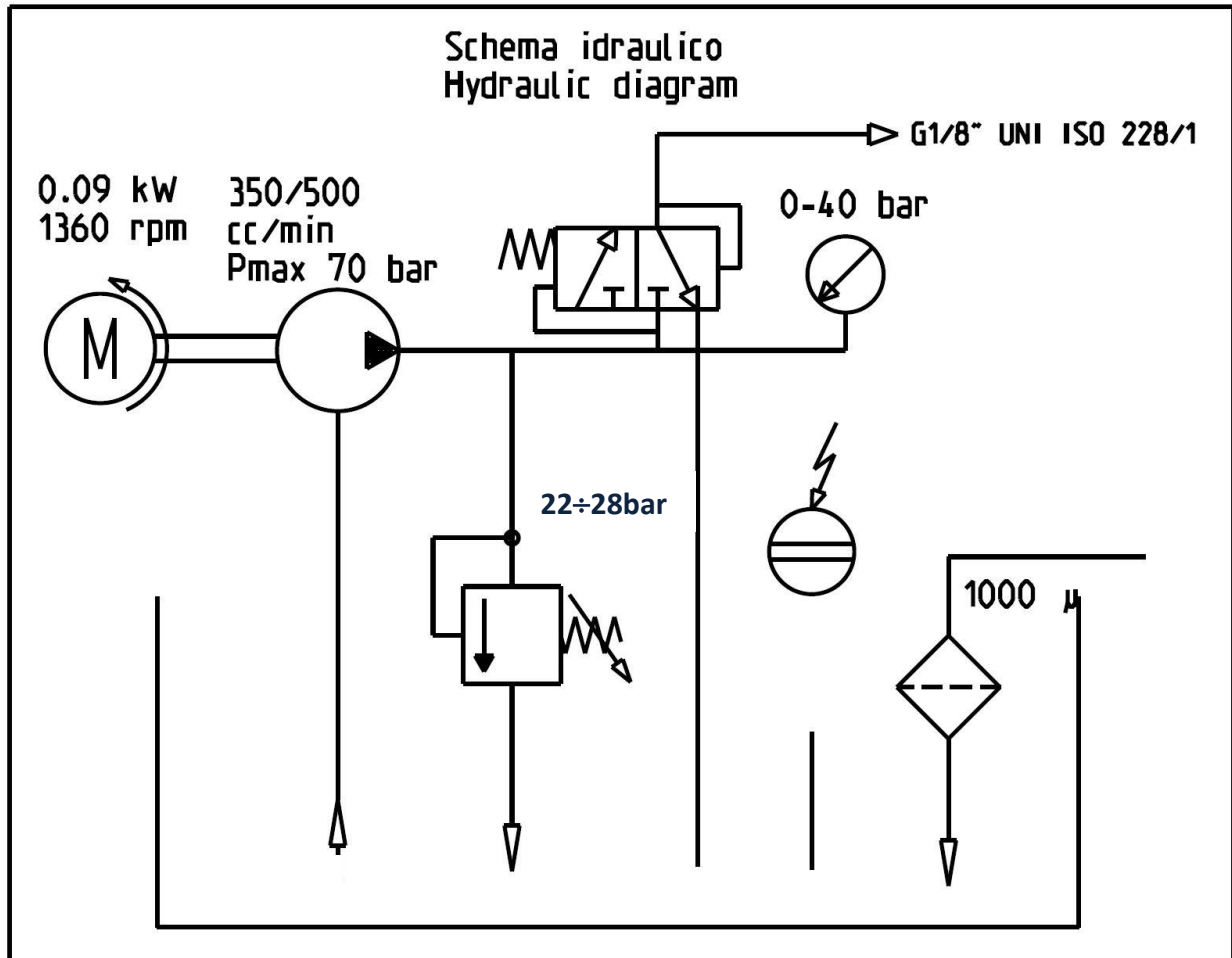 Schema idraulico
Hydraulic diagram
G1/8" UNI ISO 228/1
0.09 kW
1360 rpm
350/500
cc/min
Pmax 70 bar
0-40 bar
M
22÷28bar
1000 µ